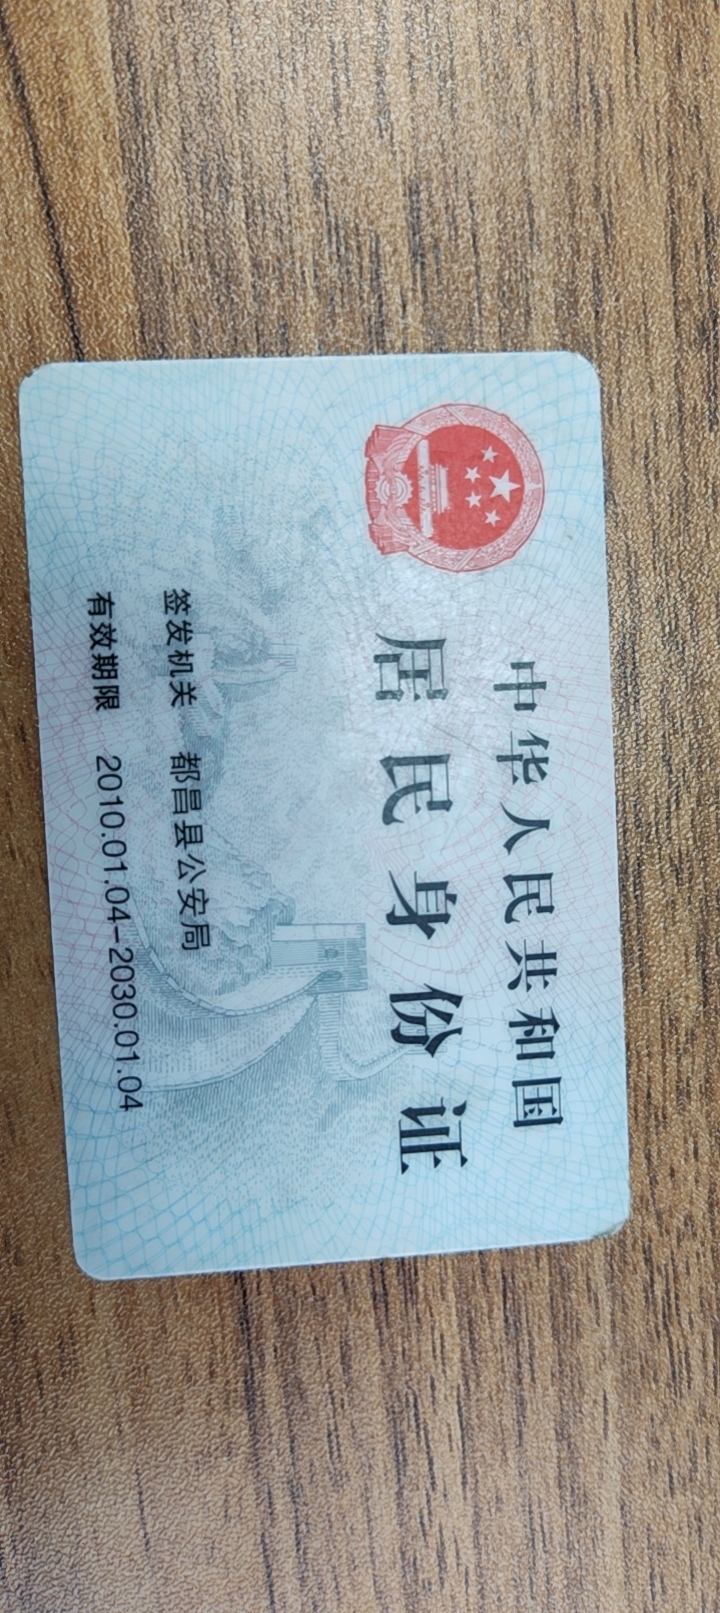 中华人民共和国
居民身份证
签发机关 都昌县公安局
有效期限 2010.01.04-2030.01.04